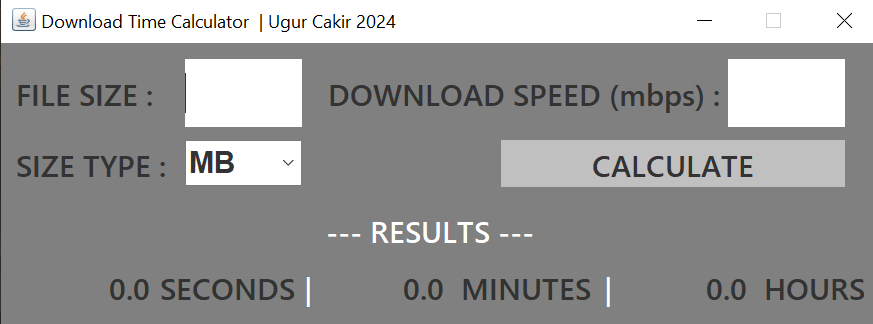 Download Time Calculator | Ugur Cakir 2024
FILE SIZE : DOWNLOAD SPEED (mbps) :
SIZE TYPE : MB CALCULATE
--- RESULTS ---
0.0 SECONDS | 0.0 MINUTES | 0.0 HOURS